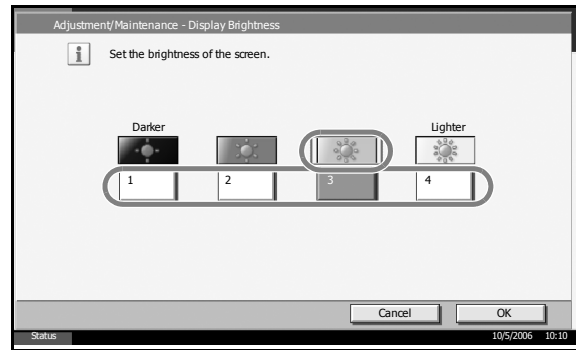 Adjustment/Maintenance - Display Brightness
Set the brightness of the screen.
Darker Lighter
1 2 3 4
Cancel OK
Status 10/5/2006 10:10